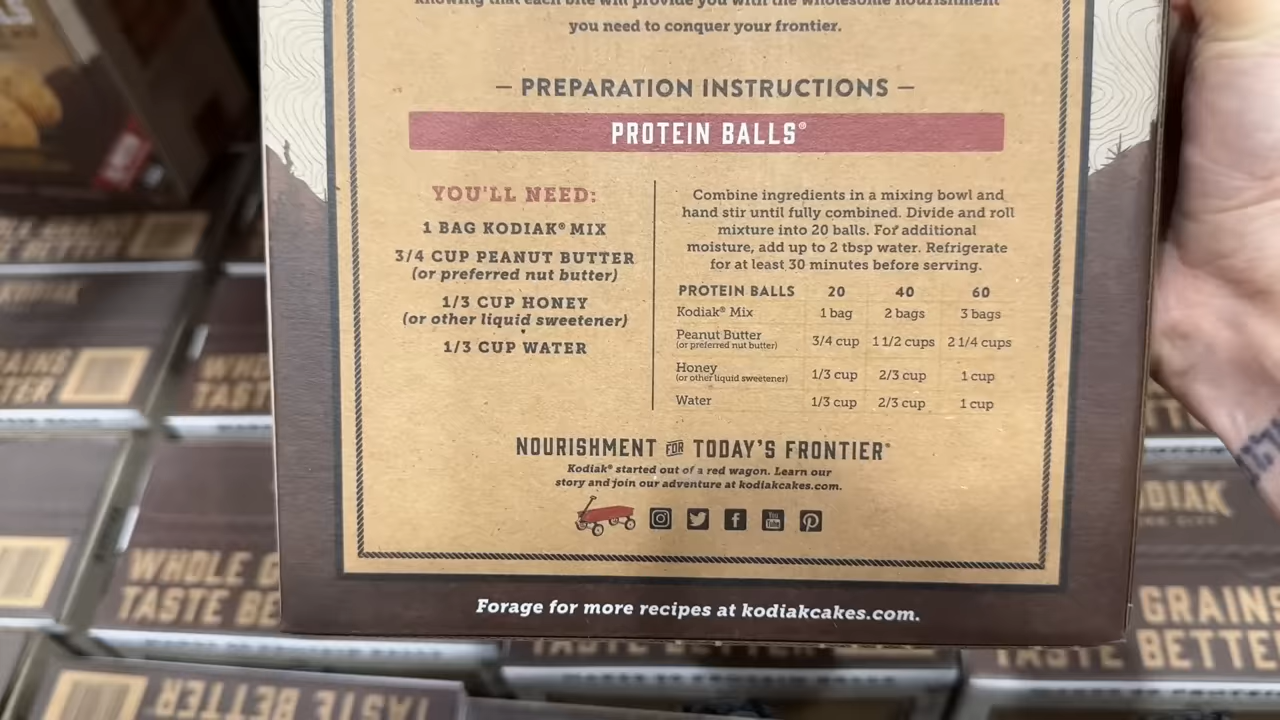 knowing that each bite will provide you with the wholesome nourishment
you need to conquer your frontier.
— PREPARATION INSTRUCTIONS —
PROTEIN BALLS®
YOU'LL NEED:
1 BAG KODIAK® MIX
3/4 CUP PEANUT BUTTER
(or preferred nut butter)
1/3 CUP HONEY
(or other liquid sweetener)
1/3 CUP WATER
Combine ingredients in a mixing bowl and
hand stir until fully combined. Divide and roll
mixture into 20 balls. For additional
moisture, add up to 2 tbsp water. Refrigerate
for at least 30 minutes before serving.
PROTEIN BALLS 20 40 60
Kodiak® Mix 1 bag 2 bags 3 bags
Peanut Butter 3/4 cup 1 1/2 cups 2 1/4 cups
(or preferred nut butter)
Honey 1/3 cup 2/3 cup 1 cup
(or other liquid sweetener)
Water 1/3 cup 2/3 cup 1 cup
NOURISHMENT FOR TODAY'S FRONTIER®
Kodiak® started out of a red wagon. Learn our
story and join our adventure at kodiakcakes.com.
You
Tube
Forage for more recipes at kodiakcakes.com.
KODIAK
WHOLE G
TASTE BE
GRAINS
BETTER
TASTE BETTER
TASTE BETTER